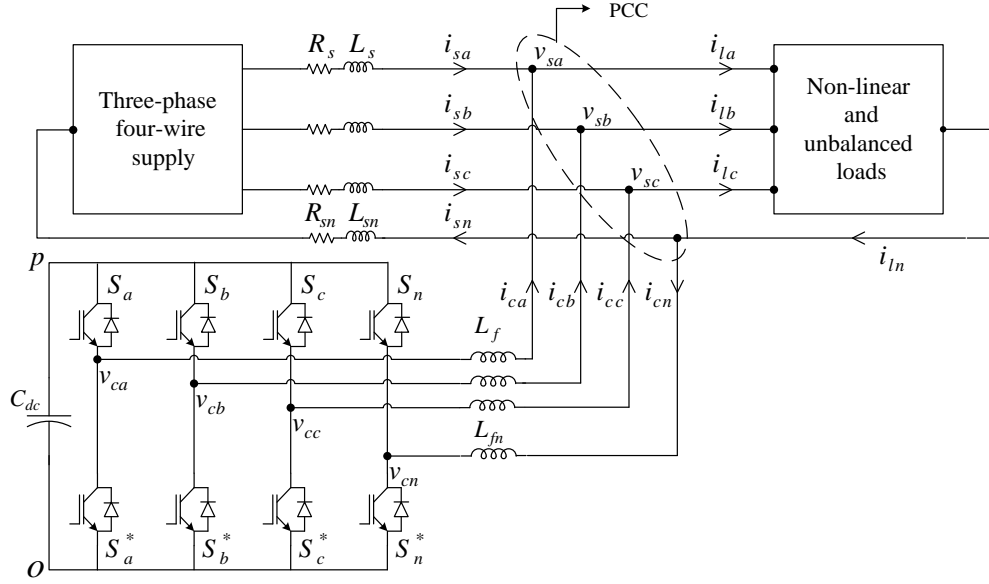 PCC
R_s L_s i_sa v_sa i_la
Three-phase
four-wire
supply
Non-linear
and
unbalanced
loads
i_sb v_sb i_lb
i_sc v_sc i_lc
R_sn L_sn i_sn
i_ln
p
S_a S_b S_c S_n
i_ca i_cb i_cc i_cn
L_f
v_ca
v_cb
C_dc
v_cc
L_fn
v_cn
S_a^* S_b^* S_c^* S_n^*
o